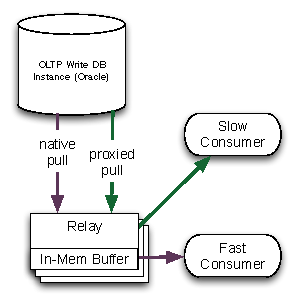 OLTP Write DB
Instance (Oracle)
native
pull
proxied
pull
Slow
Consumer
Relay
In-Mem Buffer
Fast
Consumer